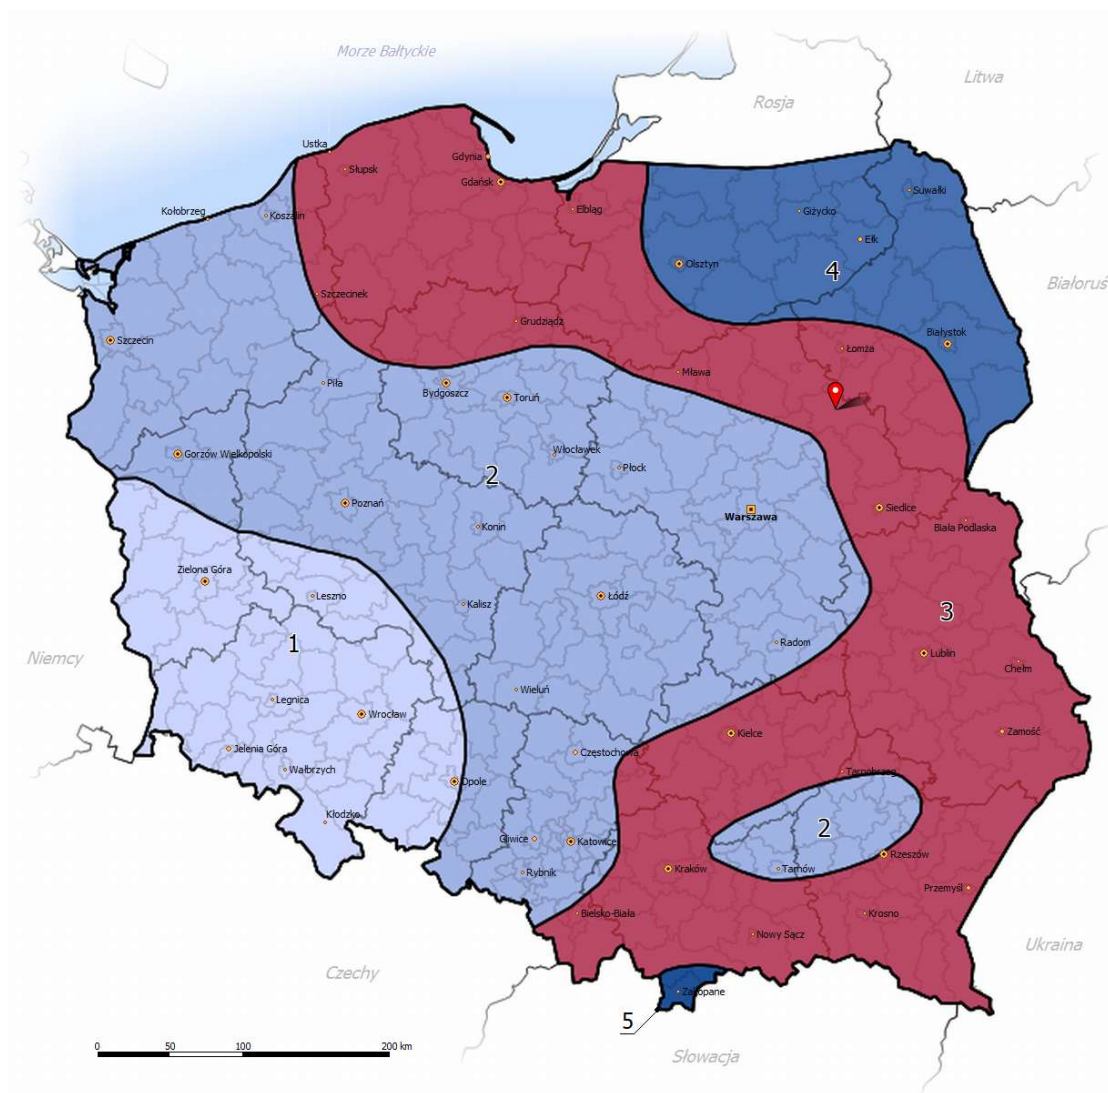 Morze Bałtyckie
Litwa
Rosja
Ustka
Gdynia
Słupsk
Gdańsk
Suwałki
Kołobrzeg
Koszalin
Elbląg
Giżycko
Ełk
Olsztyn
4
Białoruś
Szczecinek
Grudziądz
Białystok
Szczecin
Łomża
Mława
Piła
Bydgoszcz
Toruń
Gorzów Wielkopolski
Włocławek
Płock
2
Poznań
Warszawa
Siedlce
Konin
Biała Podlaska
Zielona Góra
Leszno
Kalisz
Łódź
3
1
Radom
Niemcy
Lublin
Chełm
Wieluń
Legnica
Wrocław
Kielce
Zamość
Jelenia Góra
Częstochowa
Wałbrzych
Tarnobrzeg
Opole
Kłodzko
2
Gliwice
Katowice
Rzeszów
Rybnik
Kraków
Tarnów
Przemyśl
Bielsko-Biała
Krosno
Nowy Sącz
Ukraina
Czechy
Zakopane
5
0 50 100 200 km
Słowacja